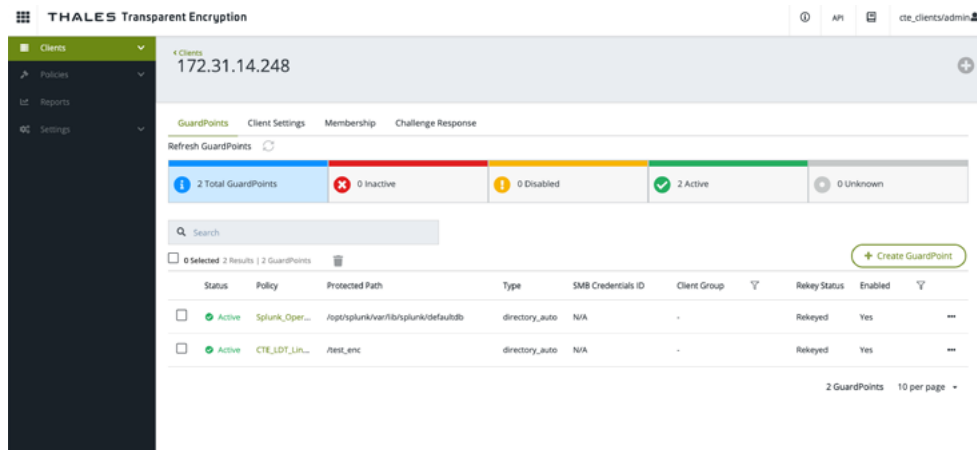 THALES Transparent Encryption
API
cte_clients/admin
Clients
Policies
Reports
Settings
Clients
172.31.14.248
GuardPoints Client Settings Membership Challenge Response
Refresh GuardPoints
2 Total GuardPoints 0 Inactive 0 Disabled 2 Active 0 Unknown
Search
0 Selected 2 Results | 2 GuardPoints
Create GuardPoint
Status Policy Protected Path Type SMB Credentials ID Client Group Rekey Status Enabled
Active Splunk_Oper... /opt/splunk/var/lib/splunk/defaultdb directory_auto N/A - Rekeyed Yes
Active CTE_LDT_Lin... /test_enc directory_auto N/A - Rekeyed Yes
2 GuardPoints 10 per page